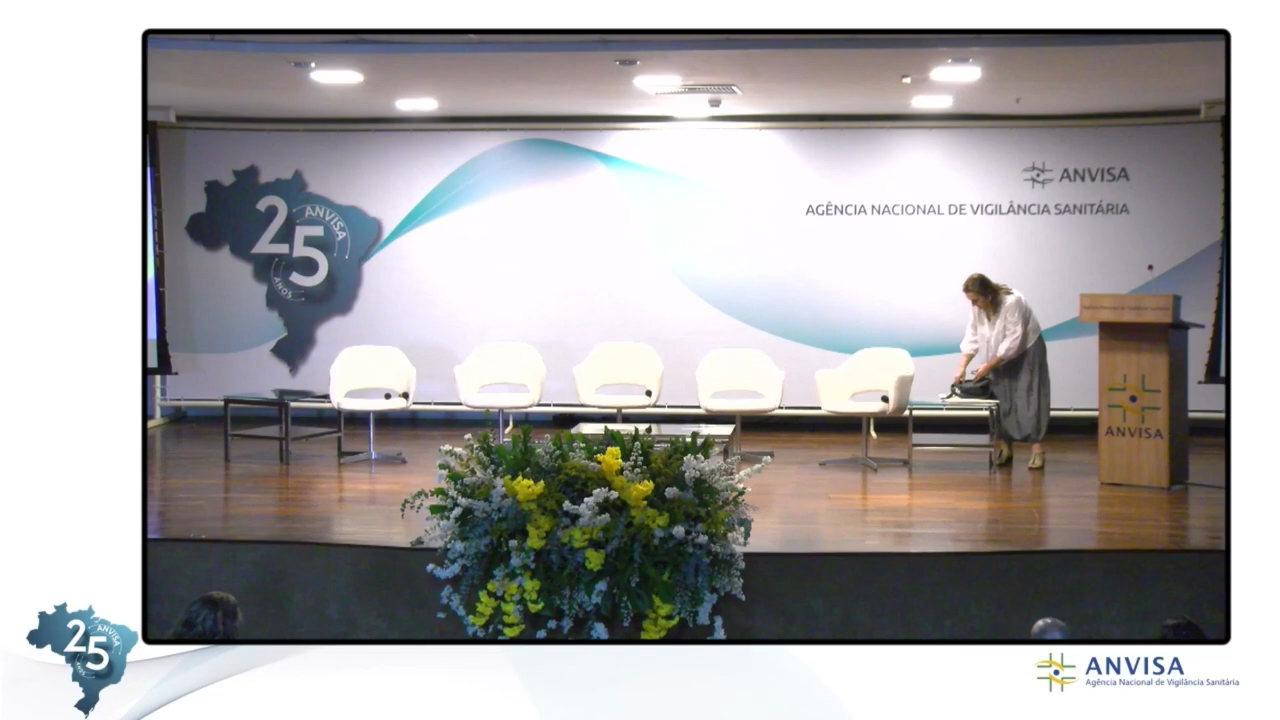 25
ANVISA
ANOS
ANVISA
AGÊNCIA NACIONAL DE VIGILÂNCIA SANITÁRIA
ANVISA
25
ANVISA
ANVISA
Agência Nacional de Vigilância Sanitária